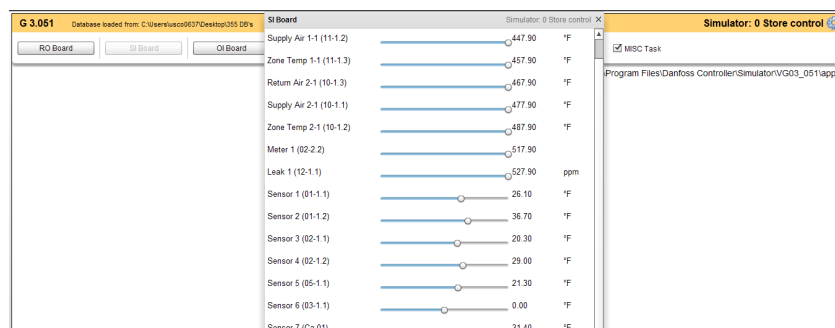 G 3.051 Database loaded from: C:\Users\usco0637\Desktop\355 DB's
SI Board Simulator: 0 Store control ×
Simulator: 0 Store control
RO Board SI Board OI Board
MISC Task
\Program Files\Danfoss Controller\Simulator\VG03_051\app
Supply Air 1-1 (11-1.2) 447.90 °F
Zone Temp 1-1 (11-1.3) 457.90 °F
Return Air 2-1 (10-1.3) 467.90 °F
Supply Air 2-1 (10-1.1) 477.90 °F
Zone Temp 2-1 (10-1.2) 487.90 °F
Meter 1 (02-2.2) 517.90
Leak 1 (12-1.1) 527.90 ppm
Sensor 1 (01-1.1) 26.10 °F
Sensor 2 (01-1.2) 36.70 °F
Sensor 3 (02-1.1) 20.30 °F
Sensor 4 (02-1.2) 29.00 °F
Sensor 5 (05-1.1) 21.30 °F
Sensor 6 (03-1.1) 0.00 °F
Sensor 7 (Ca.01) 31.40 °F